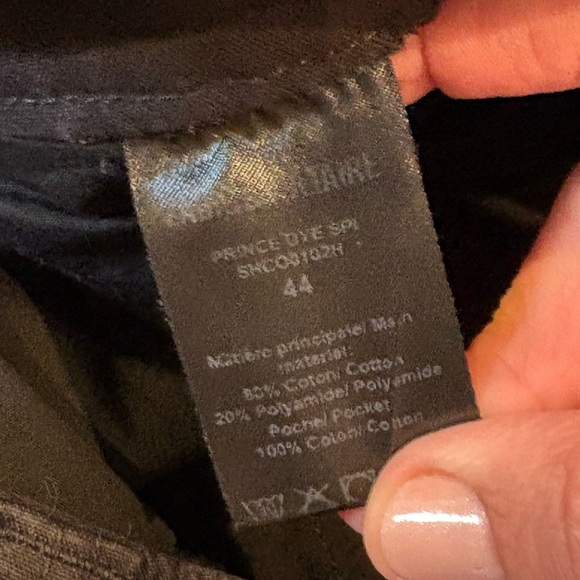 PRINCE DYE SPI
44
Matière principale/ Main
material:
80% Coton/ Cotton
20% Polyamide/ Polyamide
Poche/ Pocket
100% Coton/ Cotton